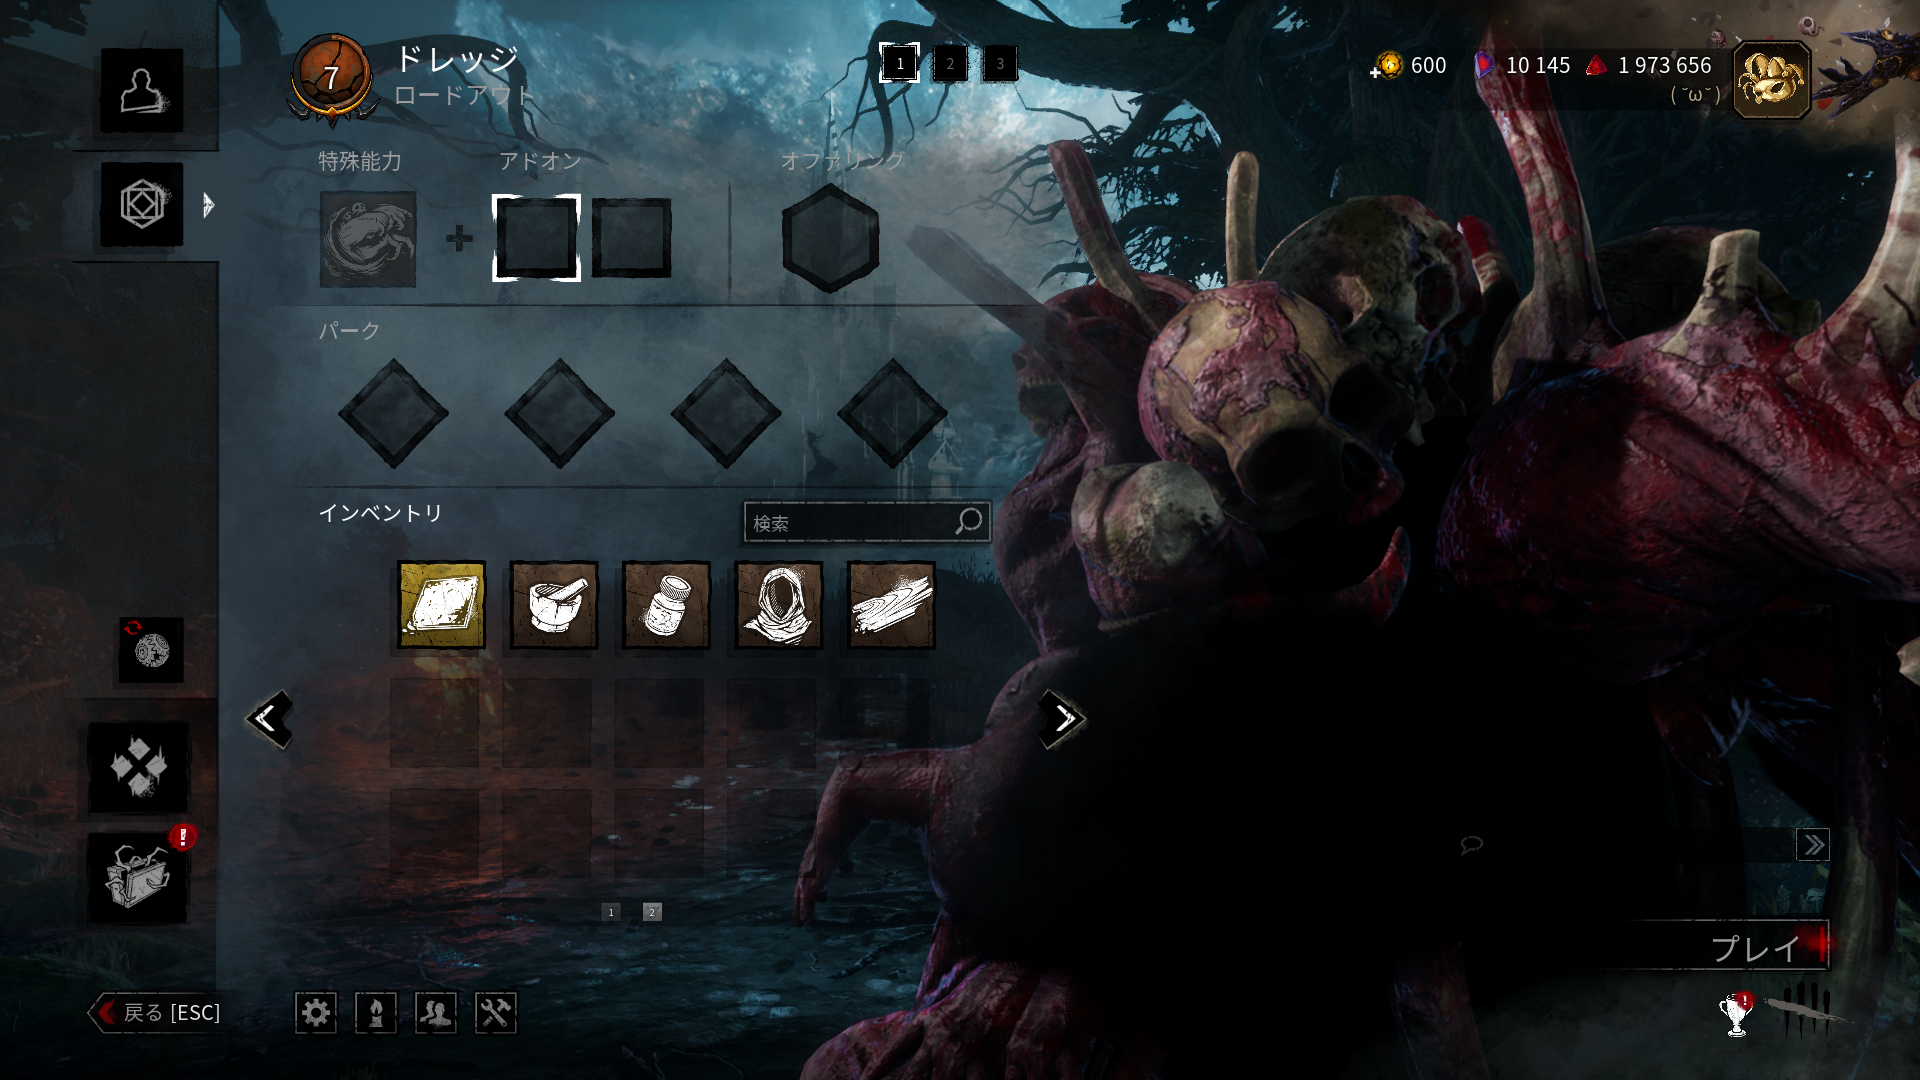 7
ドレッジ
ロードアウト
1 2 3
600 10 145 1 973 656
( ˘ω˘ )
特殊能力 アドオン オファリング
パーク
インベントリ
検索
1 2
プレイ
戻る [ESC]